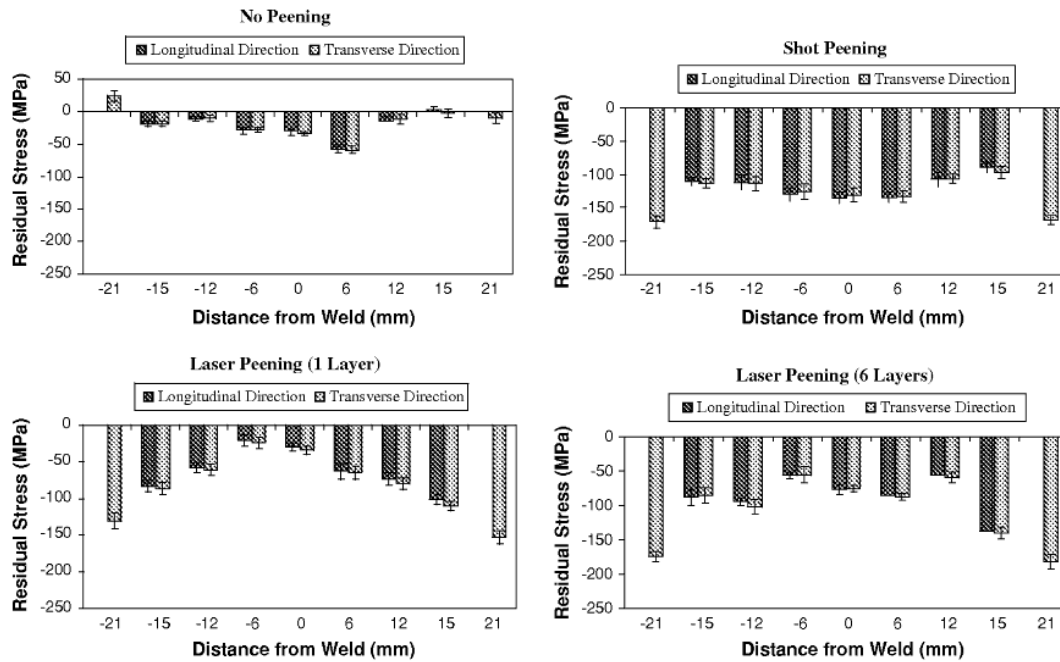 No Peening
Longitudinal Direction Transverse Direction
Residual Stress (MPa)
50
0
-50
-100
-150
-200
-250
-21 -15 -12 -6 0 6 12 15 21
Distance from Weld (mm)
Shot Peening
Longitudinal Direction Transverse Direction
Residual Stress (MPa)
0
-50
-100
-150
-200
-250
-21 -15 -12 -6 0 6 12 15 21
Distance from Weld (mm)
Laser Peening (1 Layer)
Longitudinal Direction Transverse Direction
Residual Stress (MPa)
0
-50
-100
-150
-200
-250
-21 -15 -12 -6 0 6 12 15 21
Distance from Weld (mm)
Laser Peening (6 Layers)
Longitudinal Direction Transverse Direction
Residual Stress (MPa)
0
-50
-100
-150
-200
-250
-21 -15 -12 -6 0 6 12 15 21
Distance from Weld (mm)